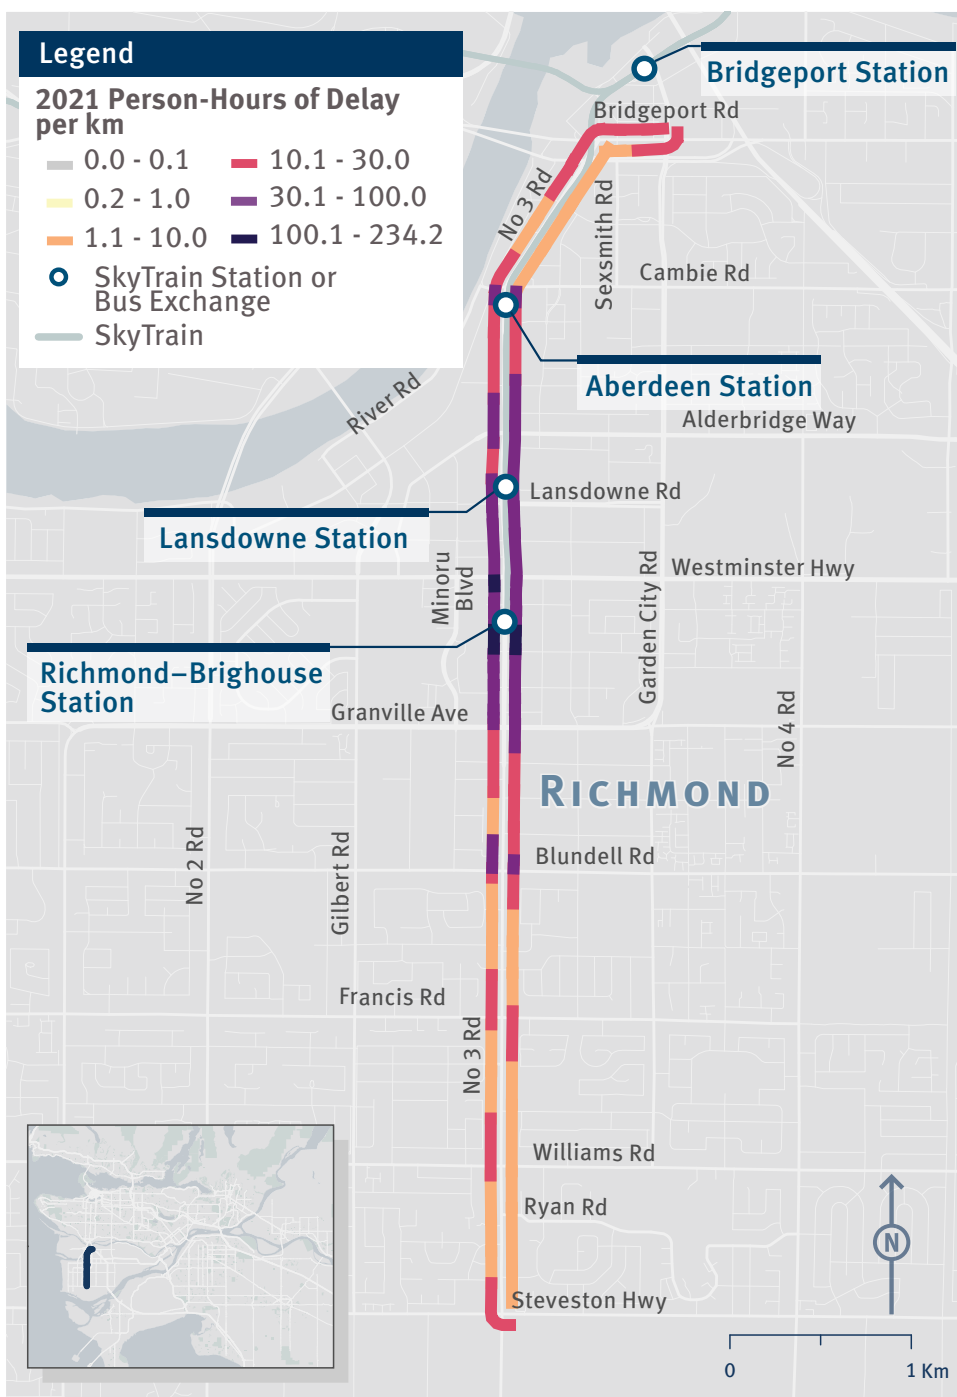 Legend
2021 Person-Hours of Delay
per km
0.0 - 0.1
10.1 - 30.0
0.2 - 1.0
30.1 - 100.0
1.1 - 10.0
100.1 - 234.2
SkyTrain Station or
Bus Exchange
SkyTrain
Bridgeport Station
Bridgeport Rd
No 3 Rd
Sexsmith Rd
Cambie Rd
Aberdeen Station
River Rd
Alderbridge Way
Lansdowne Rd
Lansdowne Station
Minoru
Blvd
Westminster Hwy
Garden City Rd
Richmond–Brighouse
Station
Granville Ave
No 4 Rd
RICHMOND
No 2 Rd
Gilbert Rd
Blundell Rd
Francis Rd
No 3 Rd
Williams Rd
Ryan Rd
N
Steveston Hwy
0
1 Km